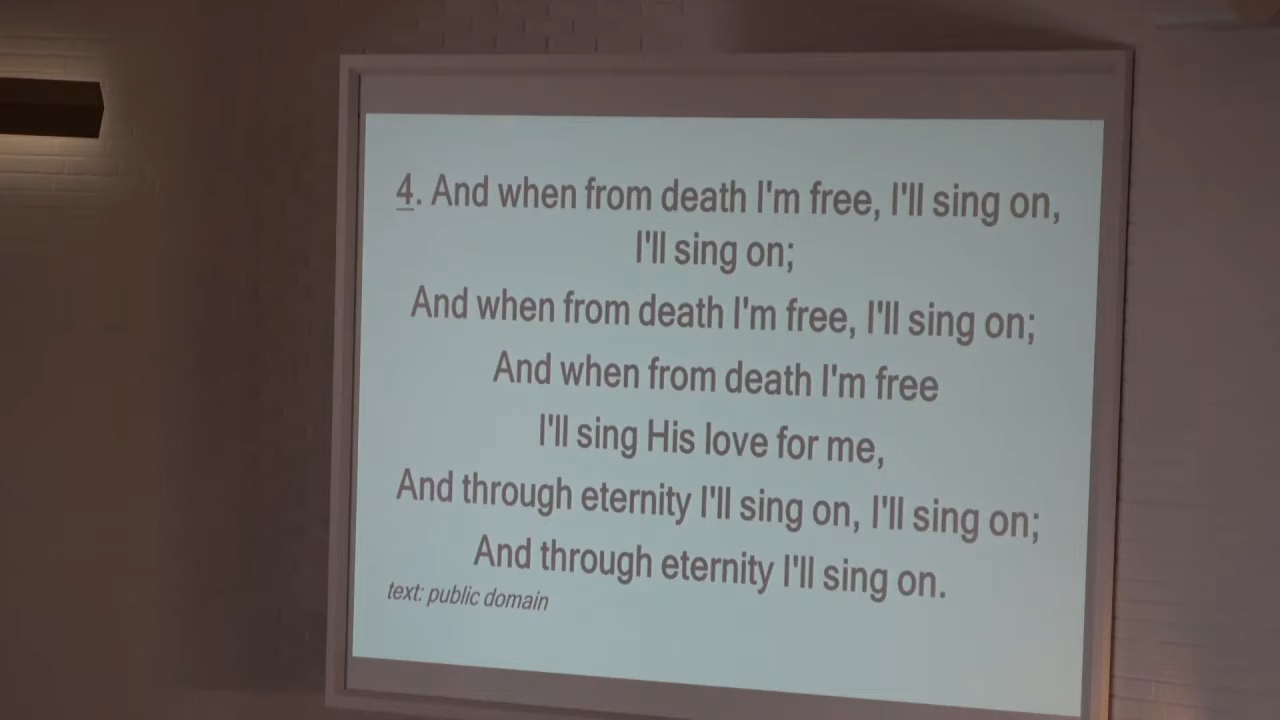 4. And when from death I'm free, I'll sing on,
I'll sing on;
And when from death I'm free, I'll sing on;
And when from death I'm free
I'll sing His love for me,
And through eternity I'll sing on, I'll sing on;
And through eternity I'll sing on.
text: public domain